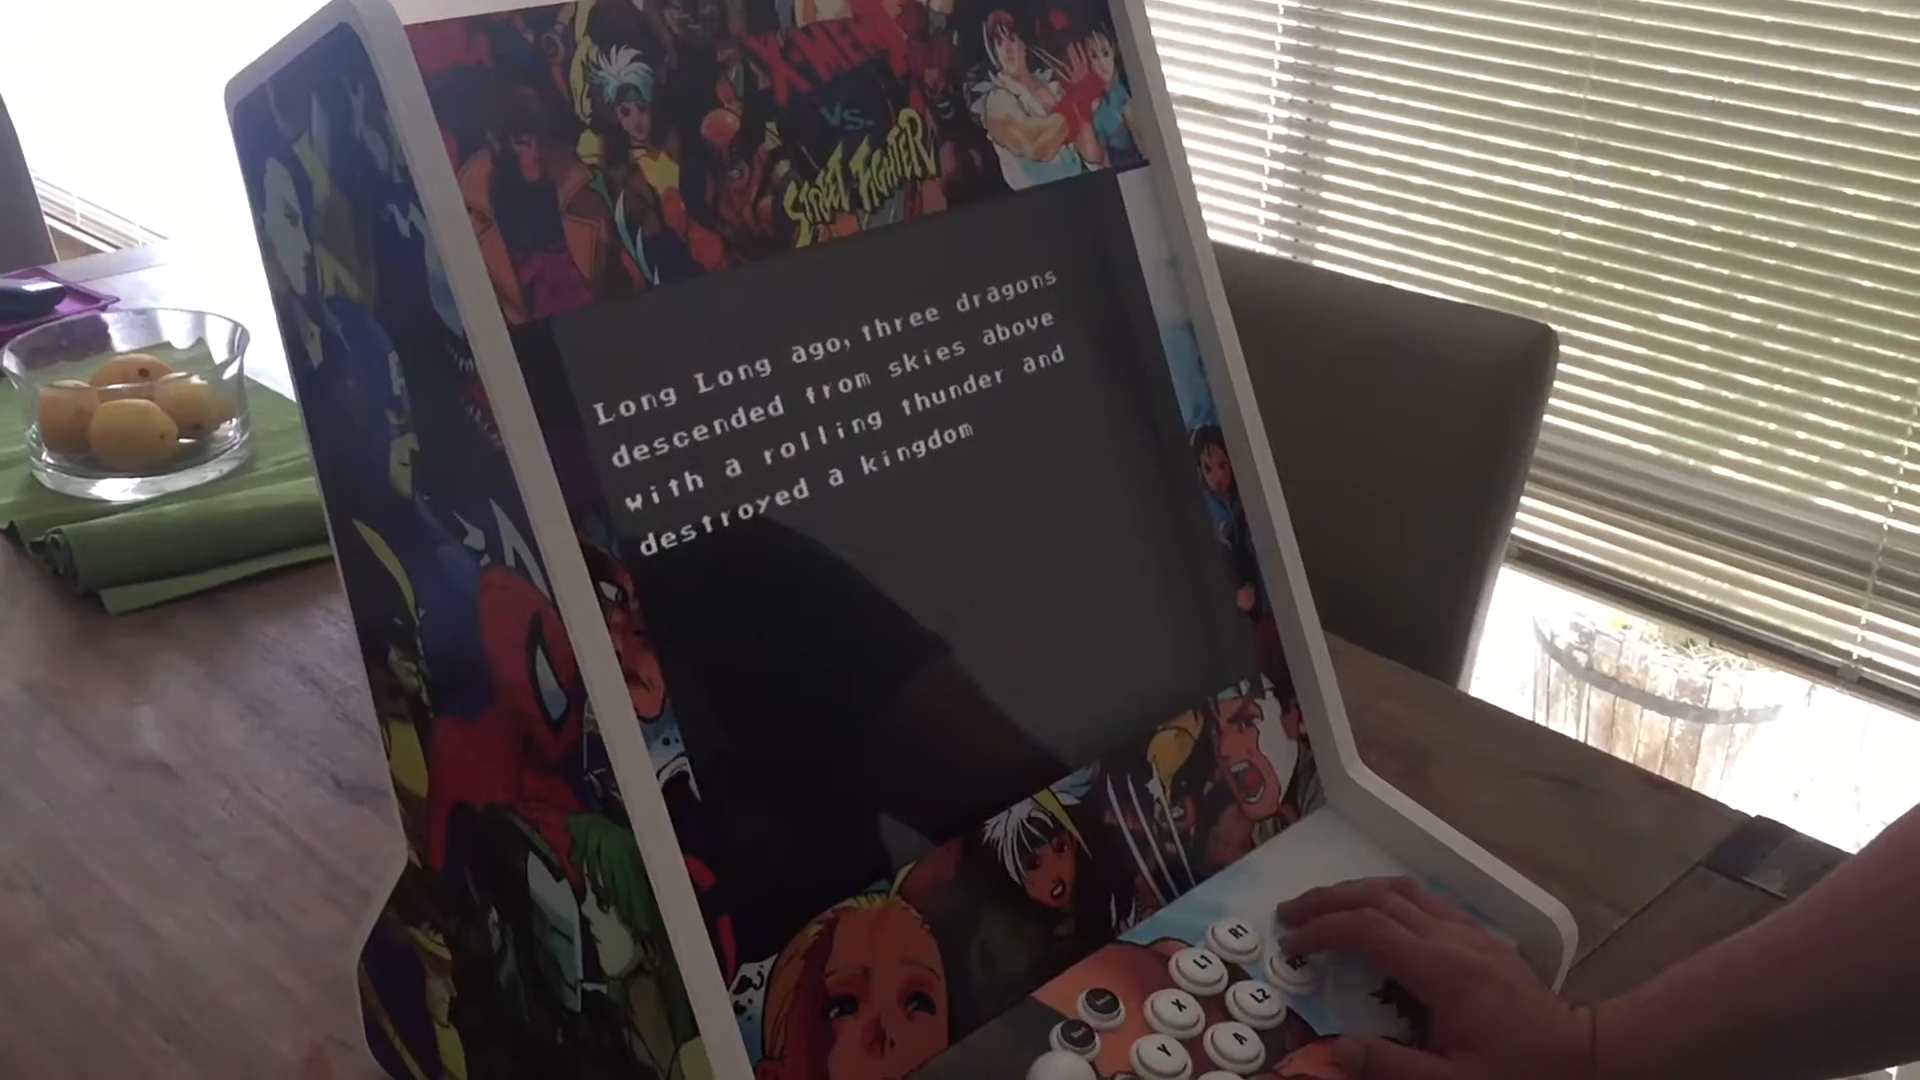 X-MEN
VS.
STREET FIGHTER
Long Long ago, three dragons
descended from skies above
with a rolling thunder and
destroyed a kingdom
R1
L1
R2
X
L2
Y
A